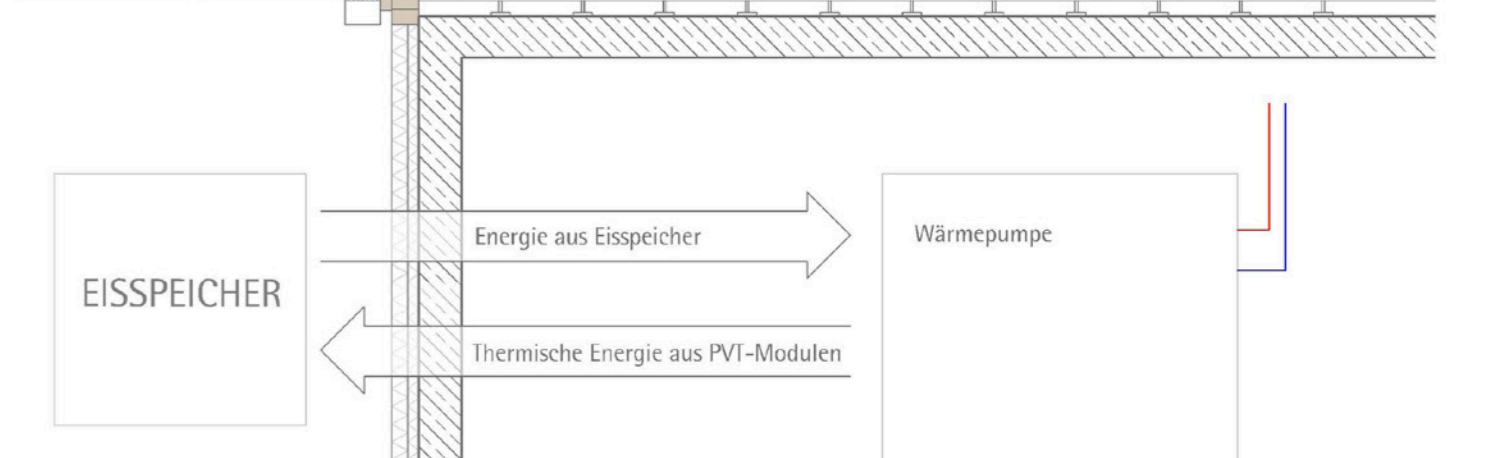 Energie aus Eisspeicher
Wärmepumpe
EISSPEICHER
Thermische Energie aus PVT-Modulen